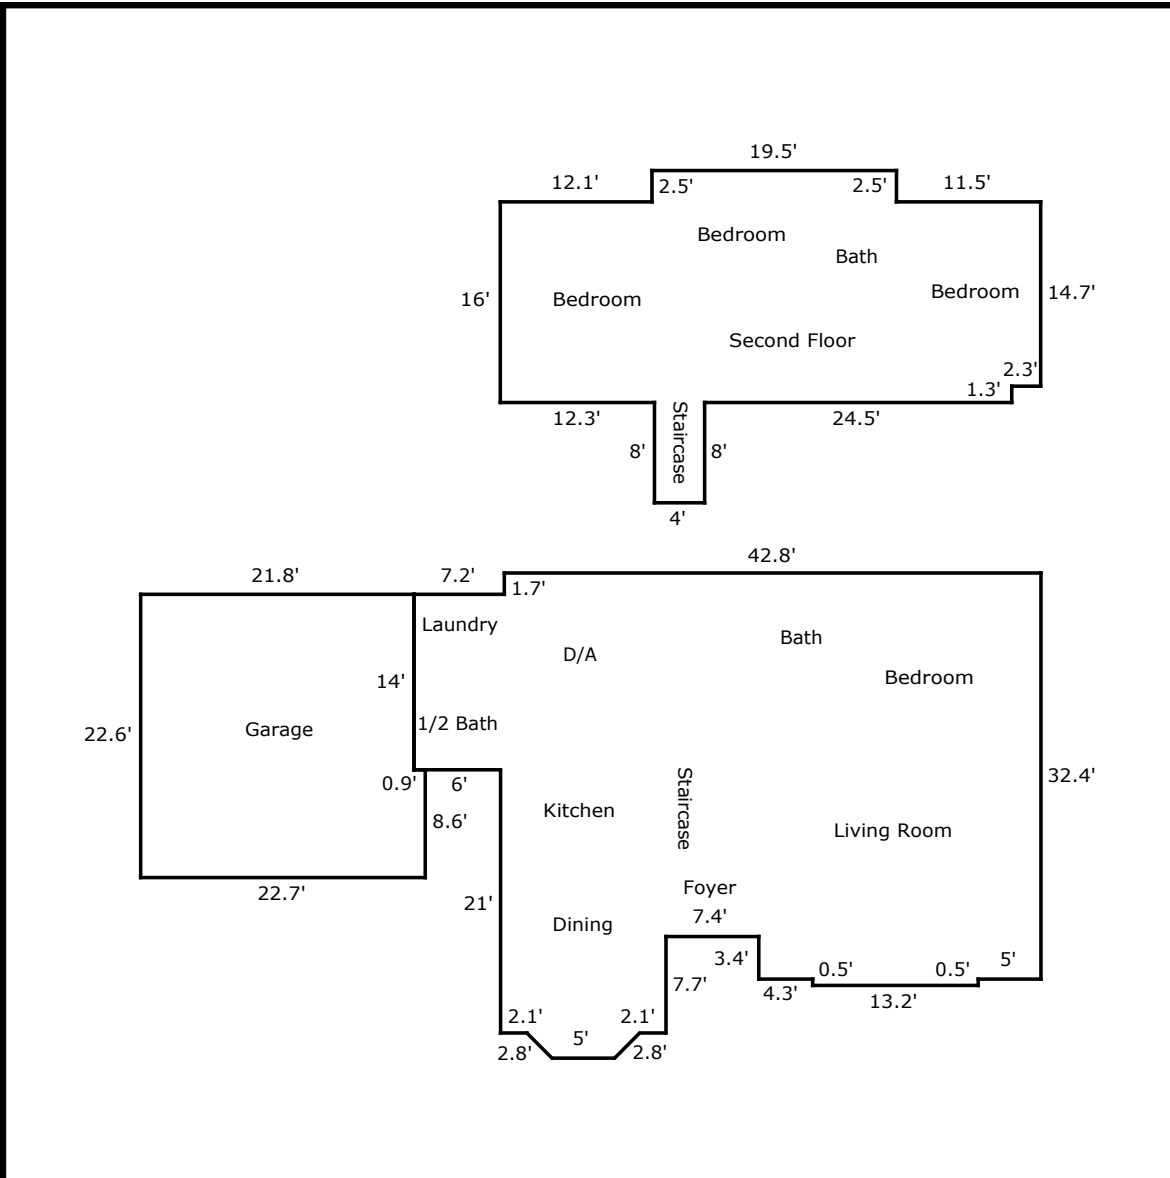 19.5'
12.1'
2.5'
2.5'
11.5'
Bedroom
Bath
16'
Bedroom
Bedroom
14.7'
Second Floor
2.3'
1.3'
12.3'
Staircase
24.5'
8'
8'
4'
42.8'
21.8'
7.2'
1.7'
Laundry
Bath
D/A
14'
Bedroom
22.6'
Garage
1/2 Bath
32.4'
0.9'
6'
Staircase
Kitchen
8.6'
Living Room
22.7'
Foyer
21'
7.4'
Dining
3.4'
0.5'
0.5'
5'
7.7'
4.3'
13.2'
2.1'
2.1'
5'
2.8'
2.8'